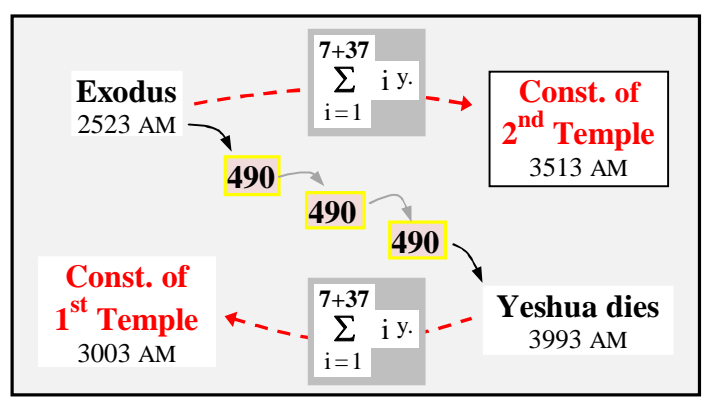 Exodus
2523 AM
7+37
Σ i y.
i=1
Const. of
2nd Temple
3513 AM
490
490
490
Const. of
1st Temple
3003 AM
7+37
Σ i y.
i=1
Yeshua dies
3993 AM